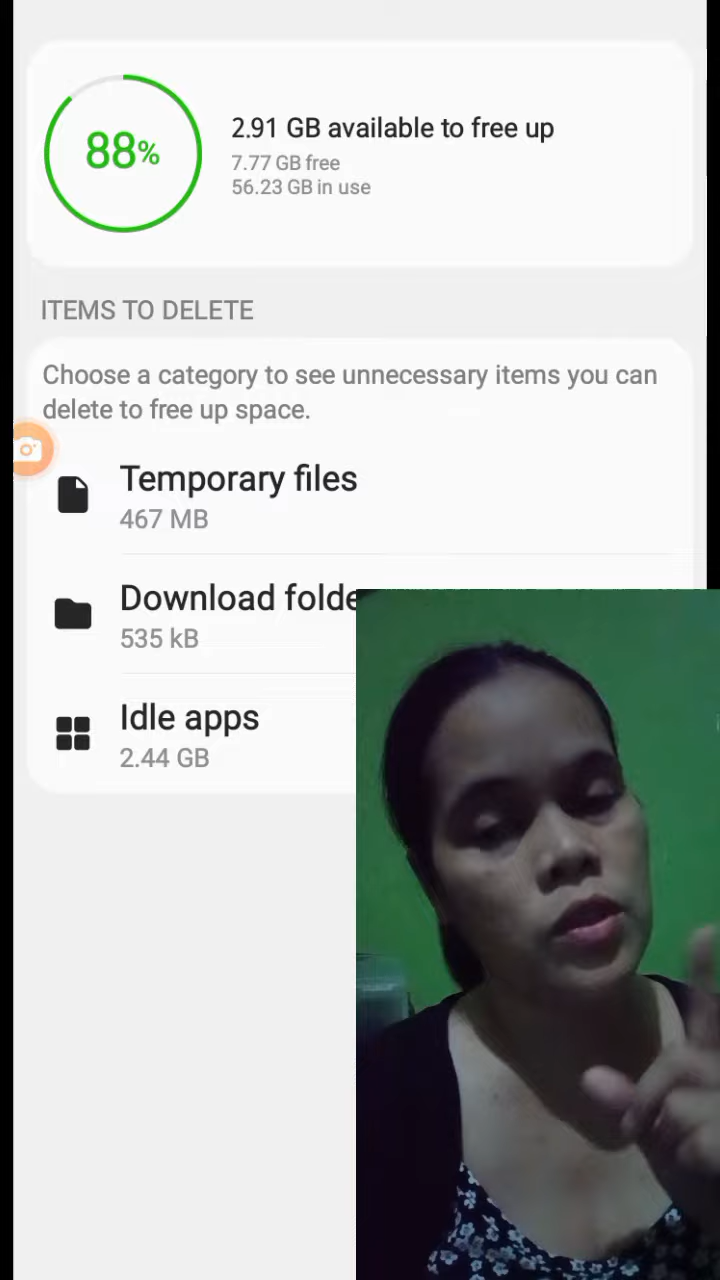 88%
2.91 GB available to free up
7.77 GB free
56.23 GB in use
ITEMS TO DELETE
Choose a category to see unnecessary items you can
delete to free up space.
Temporary files
467 MB
Download folde
535 kB
Idle apps
2.44 GB